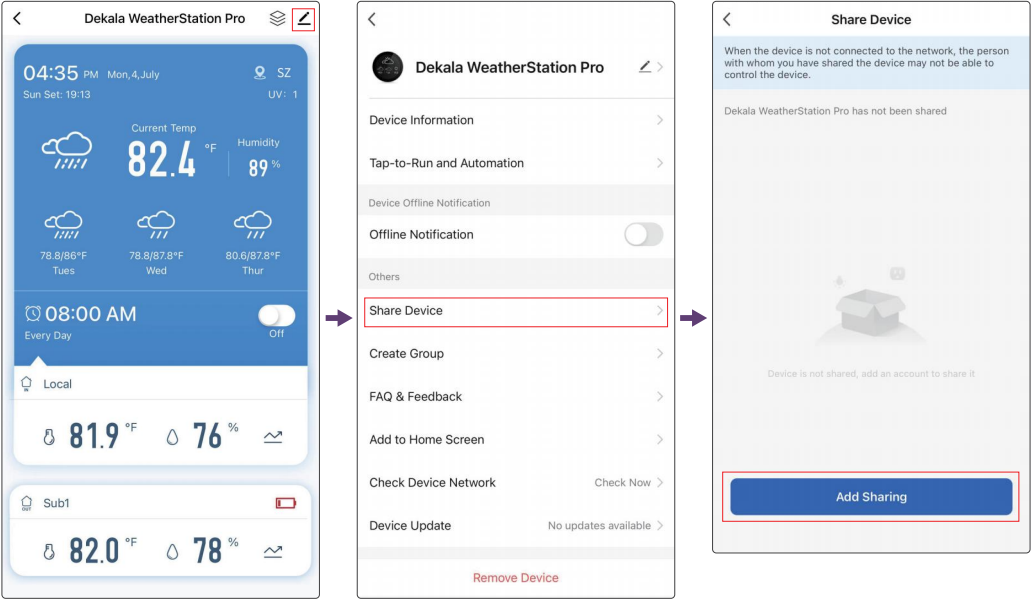 Dekala WeatherStation Pro
04:35 PM Mon,4,July
SZ
Sun Set: 19:13
UV: 1
Current Temp
82.4 °F
Humidity
89 %
78.8/86°F
Tues
78.8/87.8°F
Wed
80.6/87.8°F
Thur
08:00 AM
Every Day
Off
IN
Local
81.9 °F
76 %
OUT
Sub1
82.0 °F
78 %
Dekala WeatherStation Pro
Device Information
Tap-to-Run and Automation
Device Offline Notification
Offline Notification
Others
Share Device
Create Group
FAQ & Feedback
Add to Home Screen
Check Device Network
Check Now
Device Update
No updates available
Remove Device
Share Device
When the device is not connected to the network, the person
with whom you have shared the device may not be able to
control the device.
Dekala WeatherStation Pro has not been shared
Device is not shared, add an account to share it
Add Sharing